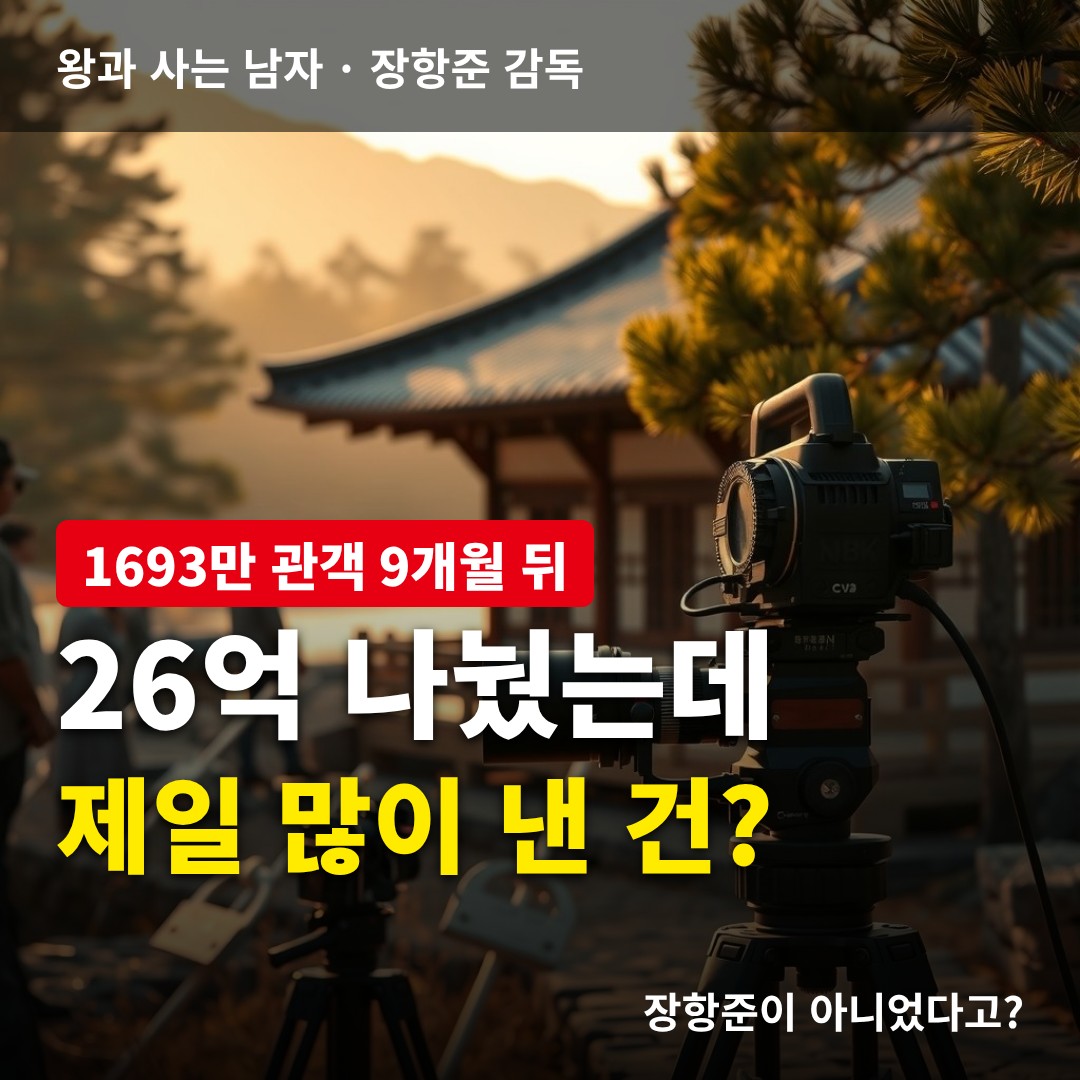 왕과 사는 남자 · 장항준 감독
1693만 관객 9개월 뒤
26억 나눴는데
제일 많이 낸 건?
장항준이 아니었다고?